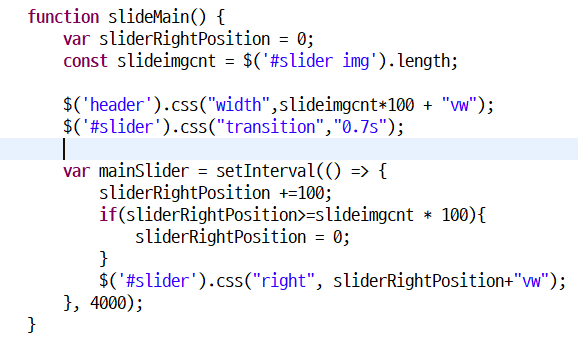 function slideMain() {
    var sliderRightPosition = 0;
    const slideimgcnt = $('#slider img').length;

    $('header').css("width",slideimgcnt*100 + "vw");
    $('#slider').css("transition","0.7s");

    var mainSlider = setInterval(() => {
        sliderRightPosition +=100;
        if(sliderRightPosition>=slideimgcnt * 100){
            sliderRightPosition = 0;
        }
        $('#slider').css("right", sliderRightPosition+"vw");
    }, 4000);
}